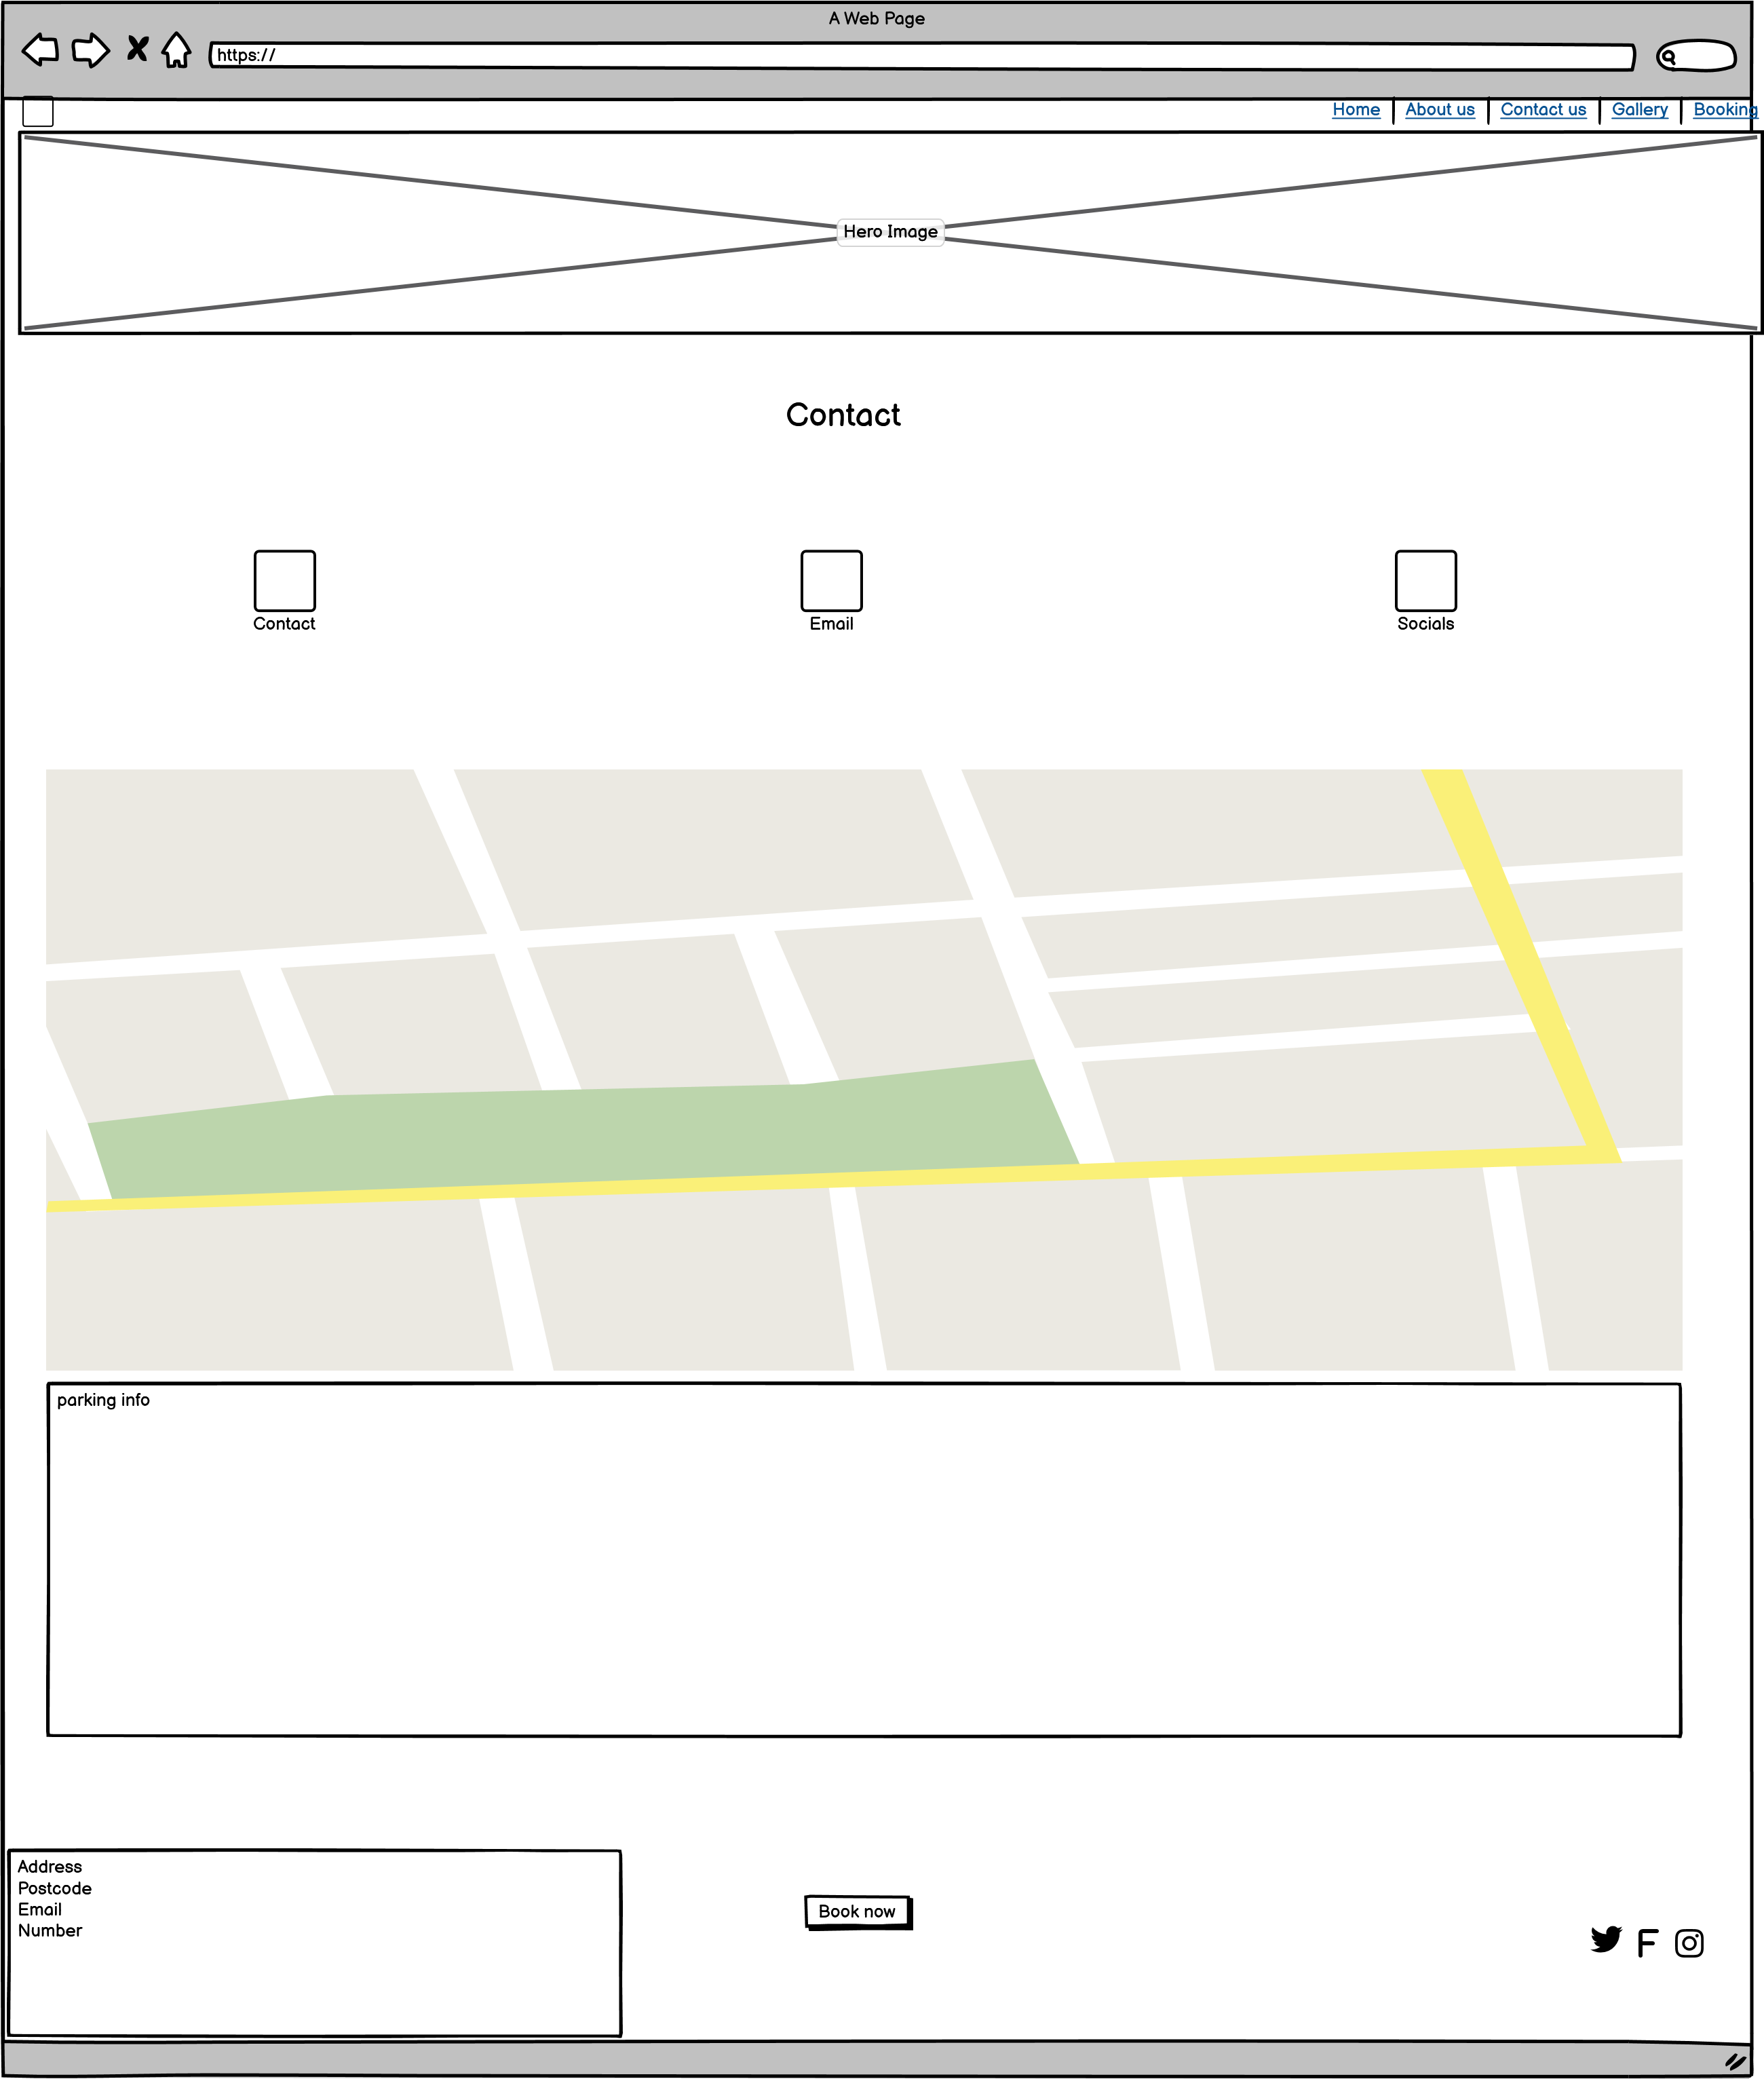 A Web Page
https://
Home About us Contact us Gallery Booking
Hero Image
Contact
Contact Email Socials
parking info
Address
Postcode
Email
Number
Book now
F